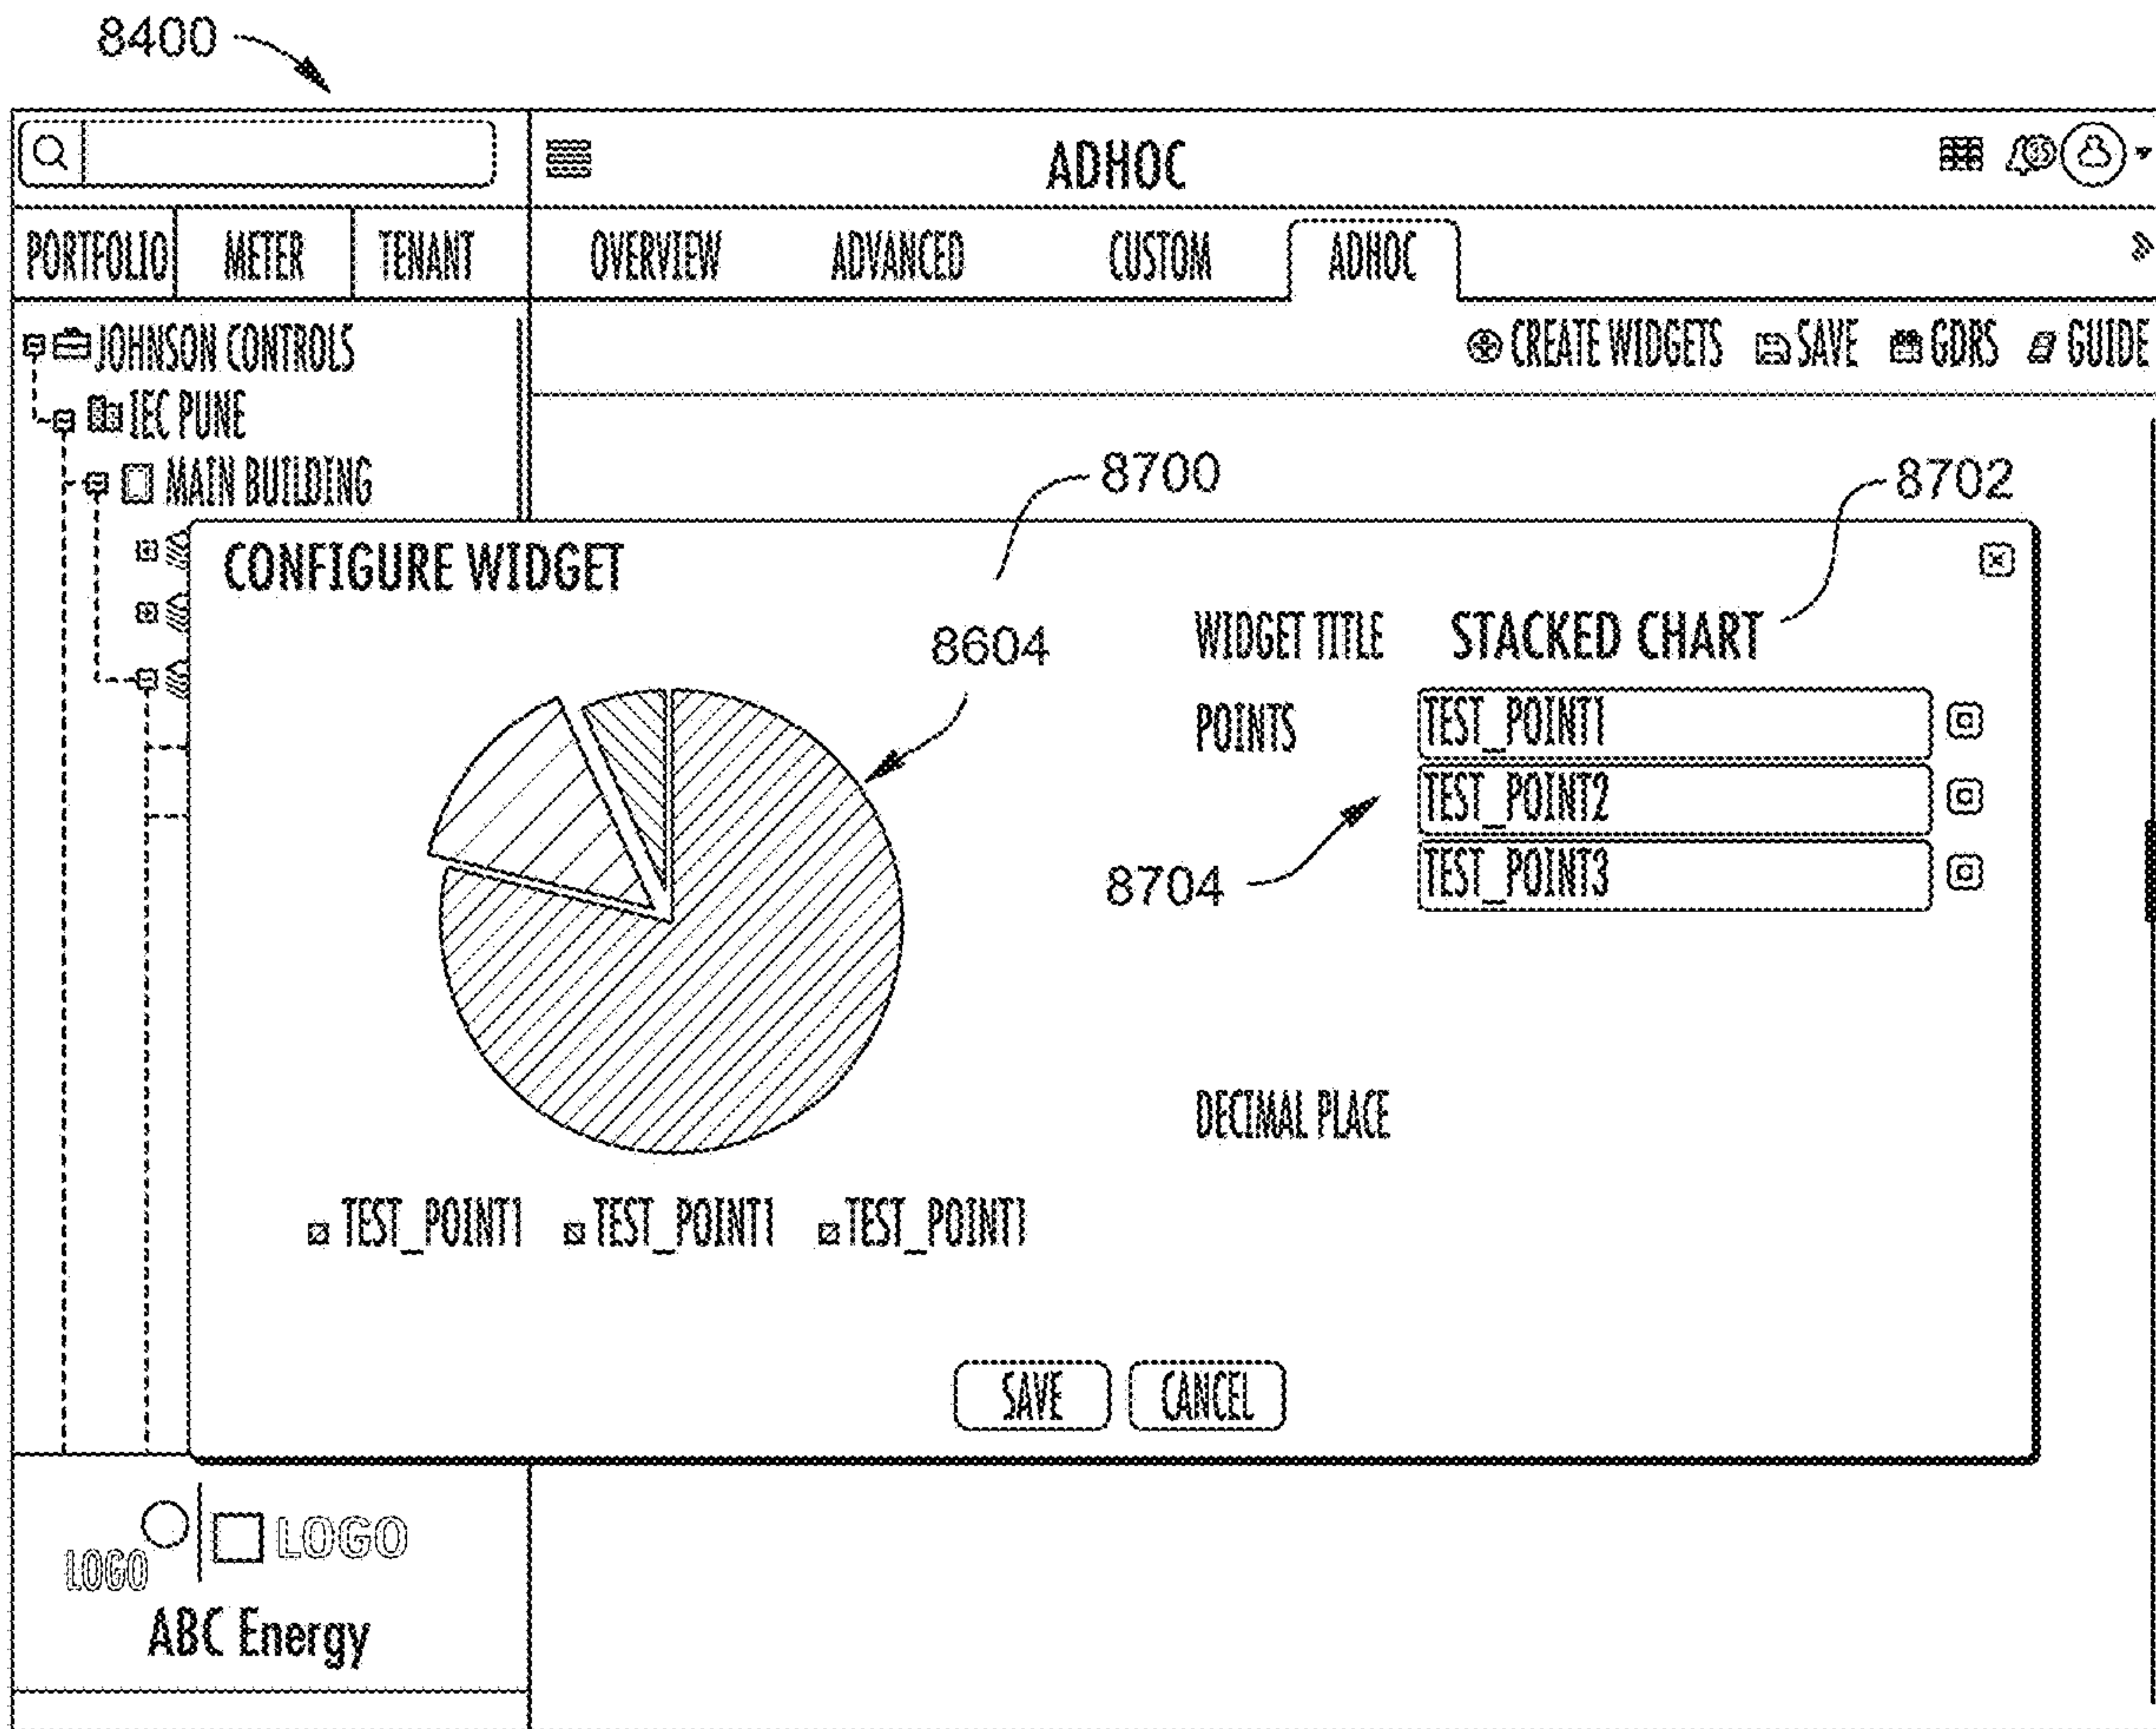 8400
ADHOC
PORTFOLIO METER TENANT OVERVIEW ADVANCED CUSTOM ADHOC
JOHNSON CONTROLS
CREATE WIDGETS SAVE GDRS GUIDE
IEC PUNE
MAIN BUILDING
8700
8702
CONFIGURE WIDGET
8604
WIDGET TITLE STACKED CHART
POINTS TEST_POINT1
TEST_POINT2
TEST_POINT3
8704
DECIMAL PLACE
TEST_POINT1 TEST_POINT1 TEST_POINT1
SAVE CANCEL
LOGO LOGO
ABC Energy